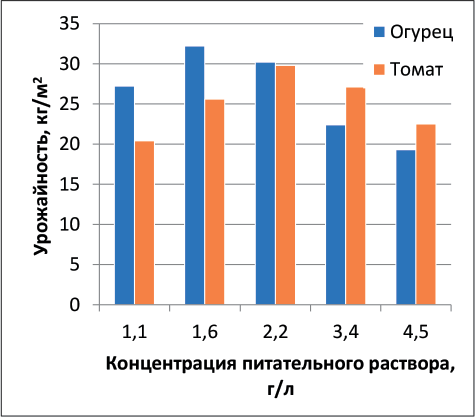 Урожайность, кг/м²
35
30
25
20
15
10
5
0
Огурец
Томат
1,1 1,6 2,2 3,4 4,5
Концентрация питательного раствора,
г/л